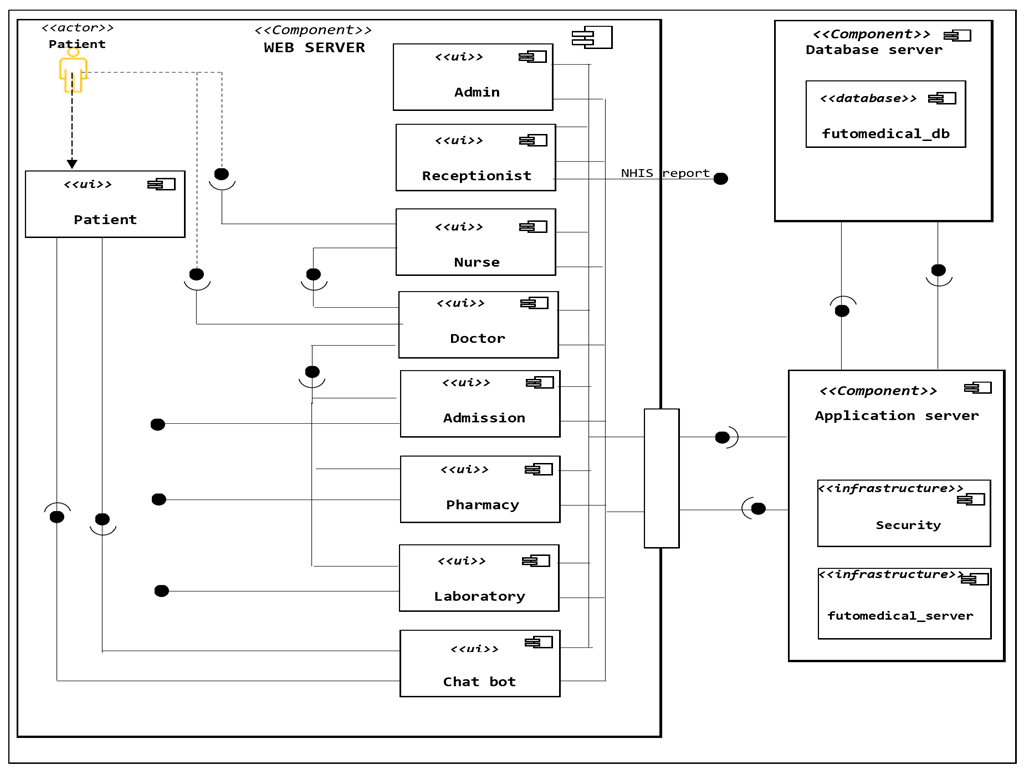 <<actor>>
Patient
<<Component>>
WEB SERVER
<<ui>>
Patient
<<ui>>
Admin
<<ui>>
Receptionist
NHIS report
<<ui>>
Nurse
<<ui>>
Doctor
<<ui>>
Admission
<<ui>>
Pharmacy
<<ui>>
Laboratory
<<ui>>
Chat bot
<<Component>>
Database server
<<database>>
futomedical_db
<<Component>>
Application server
<<infrastructure>>
Security
<<infrastructure>>
futomedical_server